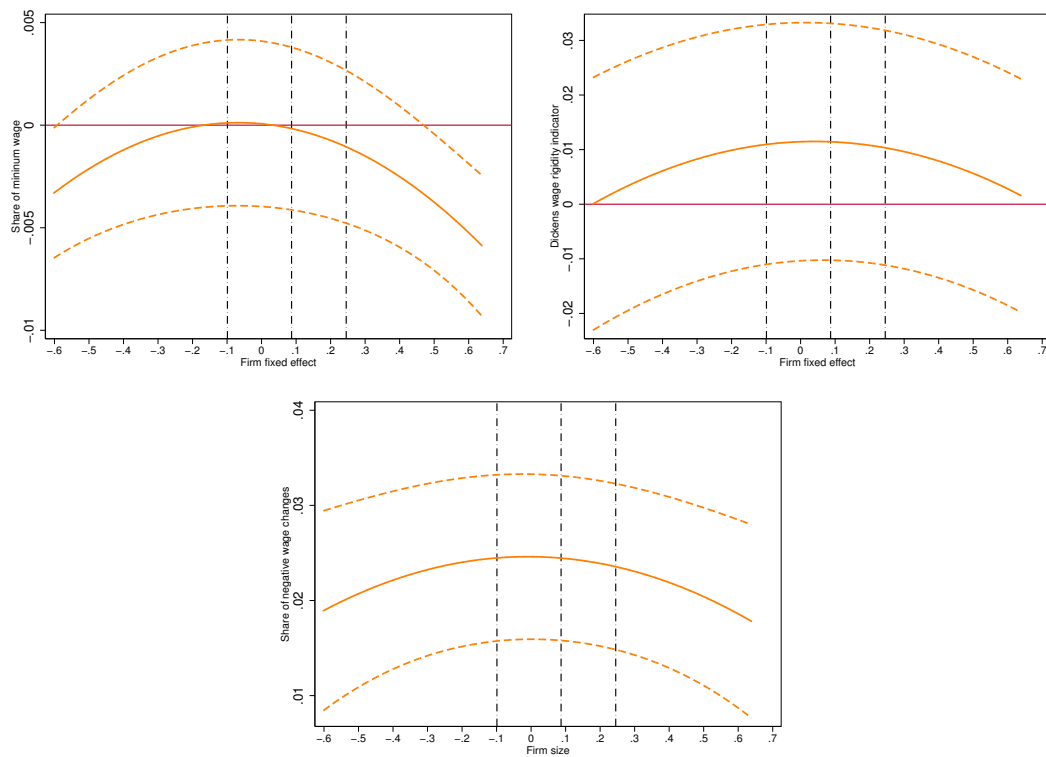 Share of minimum wage
.005
0
-.005
-.01
-.6 -.5 -.4 -.3 -.2 -.1 0 .1 .2 .3 .4 .5 .6 .7
Firm fixed effect
Dickens wage rigidity indicator
.03
.02
.01
0
-.01
-.02
-.6 -.5 -.4 -.3 -.2 -.1 0 .1 .2 .3 .4 .5 .6 .7
Firm fixed effect
Share of negative wage changes
.04
.03
.02
.01
-.6 -.5 -.4 -.3 -.2 -.1 0 .1 .2 .3 .4 .5 .6 .7
Firm size